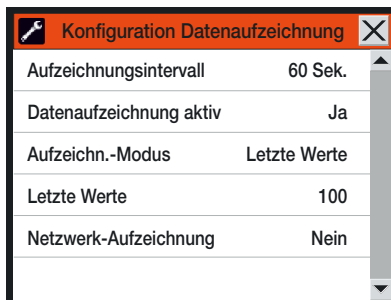 Konfiguration Datenaufzeichnung
Aufzeichnungsintervall 60 Sek.
Datenaufzeichnung aktiv Ja
Aufzeichn.-Modus Letzte Werte
Letzte Werte 100
Netzwerk-Aufzeichnung Nein